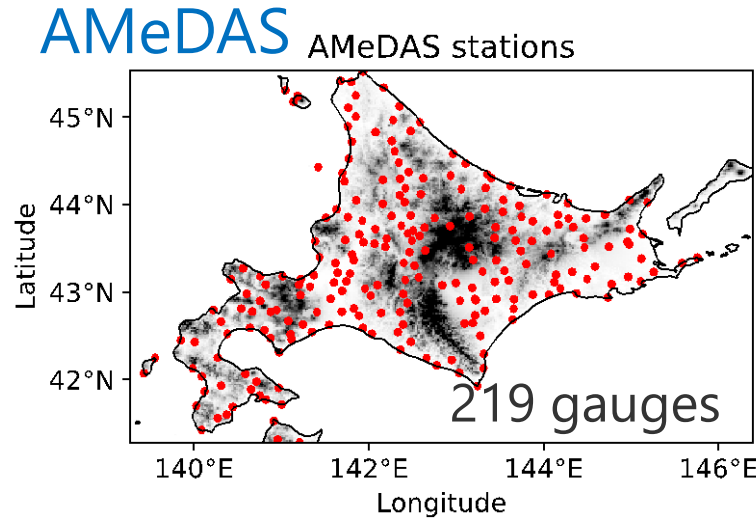 AMeDAS
AMeDAS stations
45°N
44°N
43°N
42°N
Latitude
219 gauges
140°E
142°E
144°E
146°E
Longitude